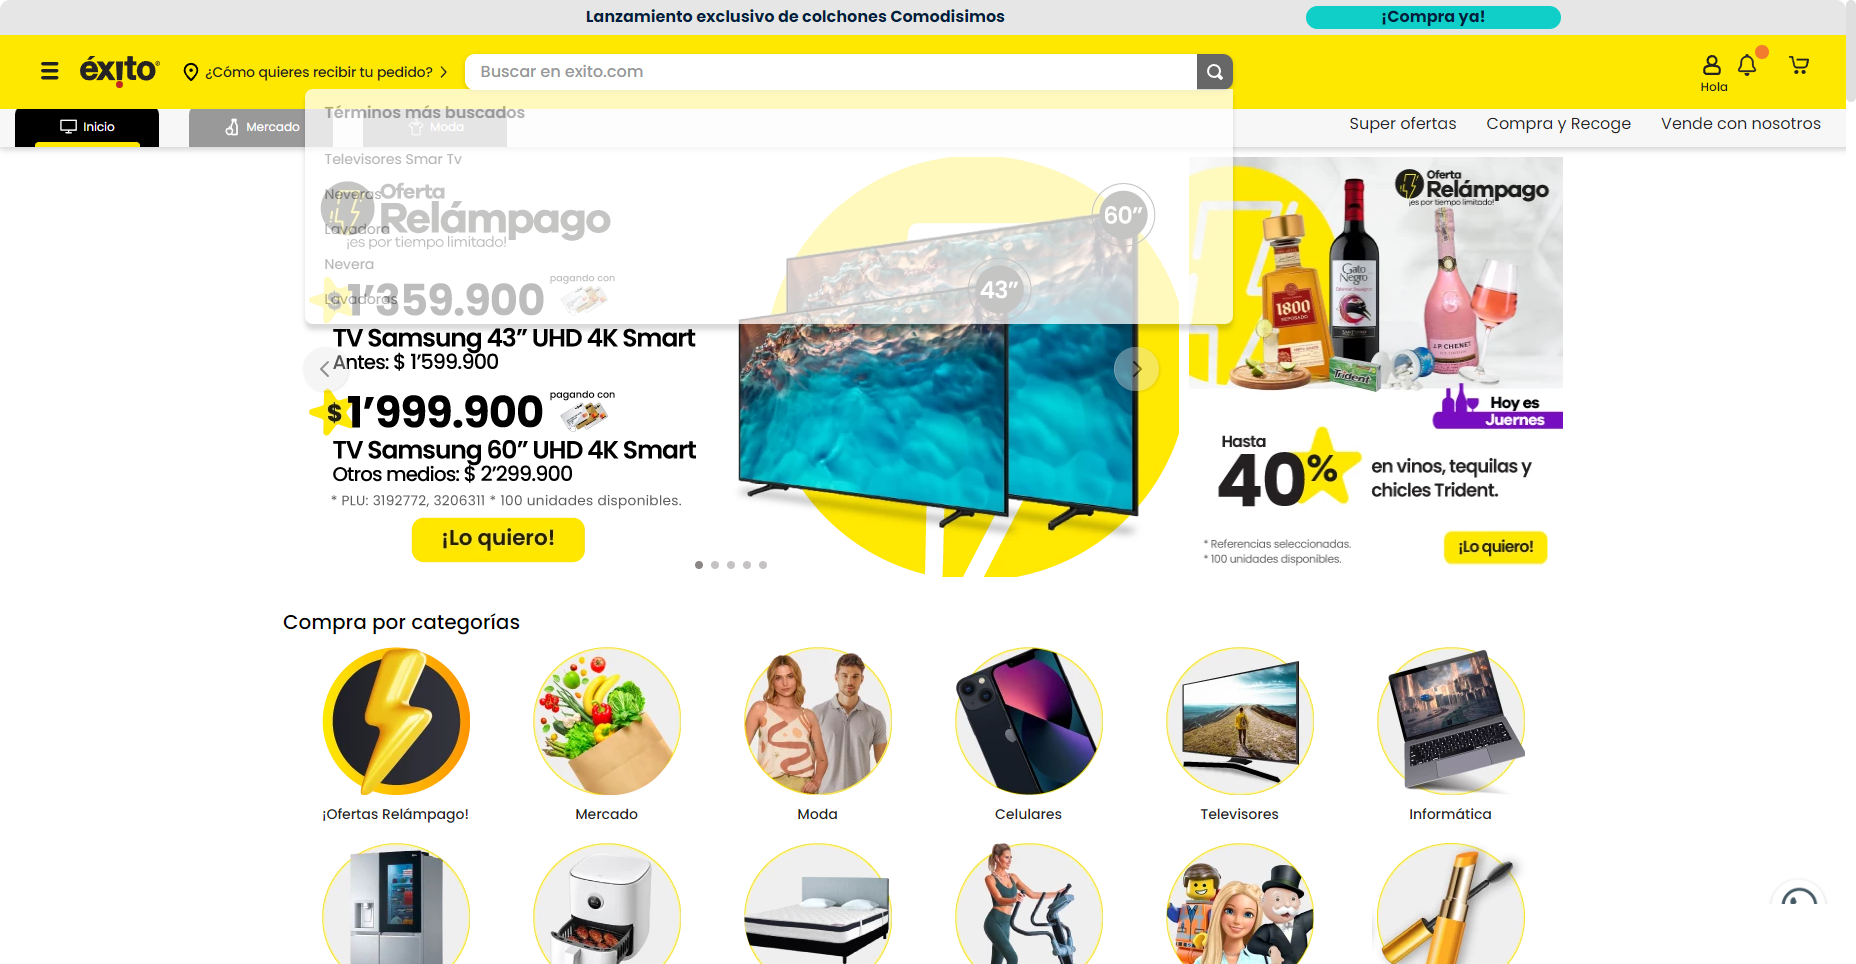 Lanzamiento exclusivo de colchones Comodisimos
¡Compra ya!
éxito
¿Cómo quieres recibir tu pedido?
Buscar en exito.com
Hola
Inicio
Mercado
Moda
Super ofertas
Compra y Recoge
Vende con nosotros
Términos más buscados
Televisores Smar Tv
Neveras
Lavadora
Nevera
Lavadoras
Oferta
Relámpago
¡es por tiempo limitado!
$1’359.900
pagando con
TV Samsung 43” UHD 4K Smart
Antes: $ 1’599.900
$1’999.900
pagando con
TV Samsung 60” UHD 4K Smart
Otros medios: $ 2’299.900
* PLU: 3192772, 3206311 * 100 unidades disponibles.
¡Lo quiero!
60”
43”
Oferta
Relámpago
¡es por tiempo limitado!
1800
Gato
Negro
J.P. CHENET
Trident
Hoy es
Juernes
Hasta
40%
en vinos, tequilas y
chicles Trident.
* Referencias seleccionadas.
* 100 unidades disponibles.
¡Lo quiero!
Compra por categorías
¡Ofertas Relámpago!
Mercado
Moda
Celulares
Televisores
Informática